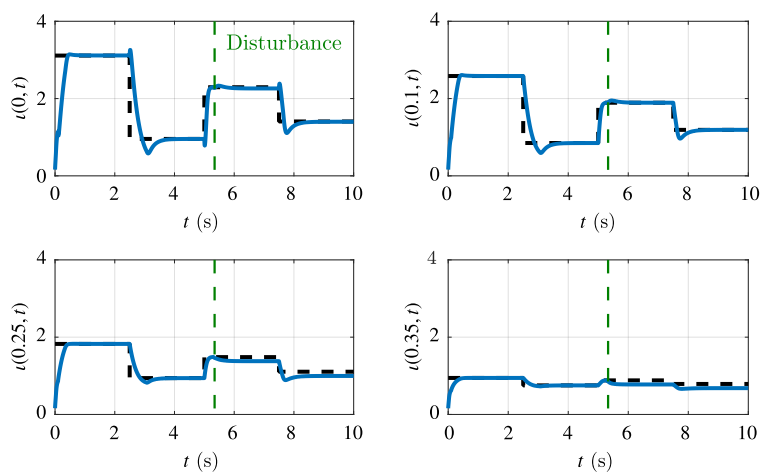 4
2
0
ι(0, t)
Disturbance
0 2 4 6 8 10
t (s)
4
2
0
ι(0.1, t)
0 2 4 6 8 10
t (s)
4
2
0
ι(0.25, t)
0 2 4 6 8 10
t (s)
4
2
0
ι(0.35, t)
0 2 4 6 8 10
t (s)